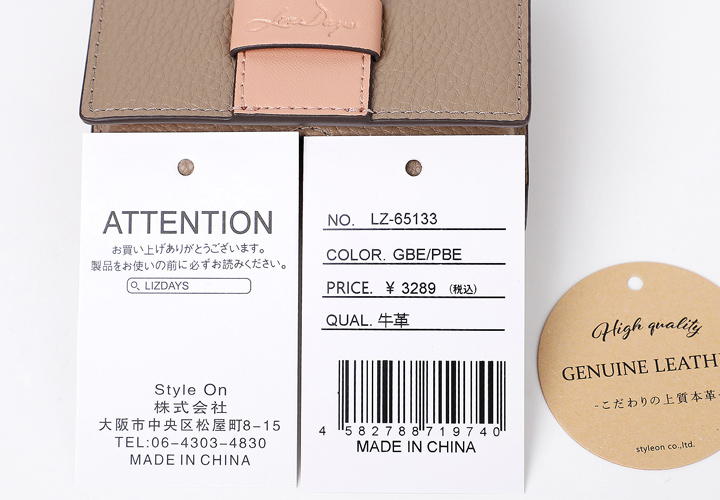 Liz Days
ATTENTION
お買い上げありがとうございます。
製品をお使いの前に必ずお読みください。
LIZDAYS
Style On
株式会社
大阪市中央区松屋町8-15
TEL:06-4303-4830
MADE IN CHINA
NO. LZ-65133
COLOR. GBE/PBE
PRICE. ¥ 3289 (税込)
QUAL. 牛革
4 582788 719740
MADE IN CHINA
High quality
GENUINE LEATHE
-こだわりの上質本革-
styleon co.,ltd.